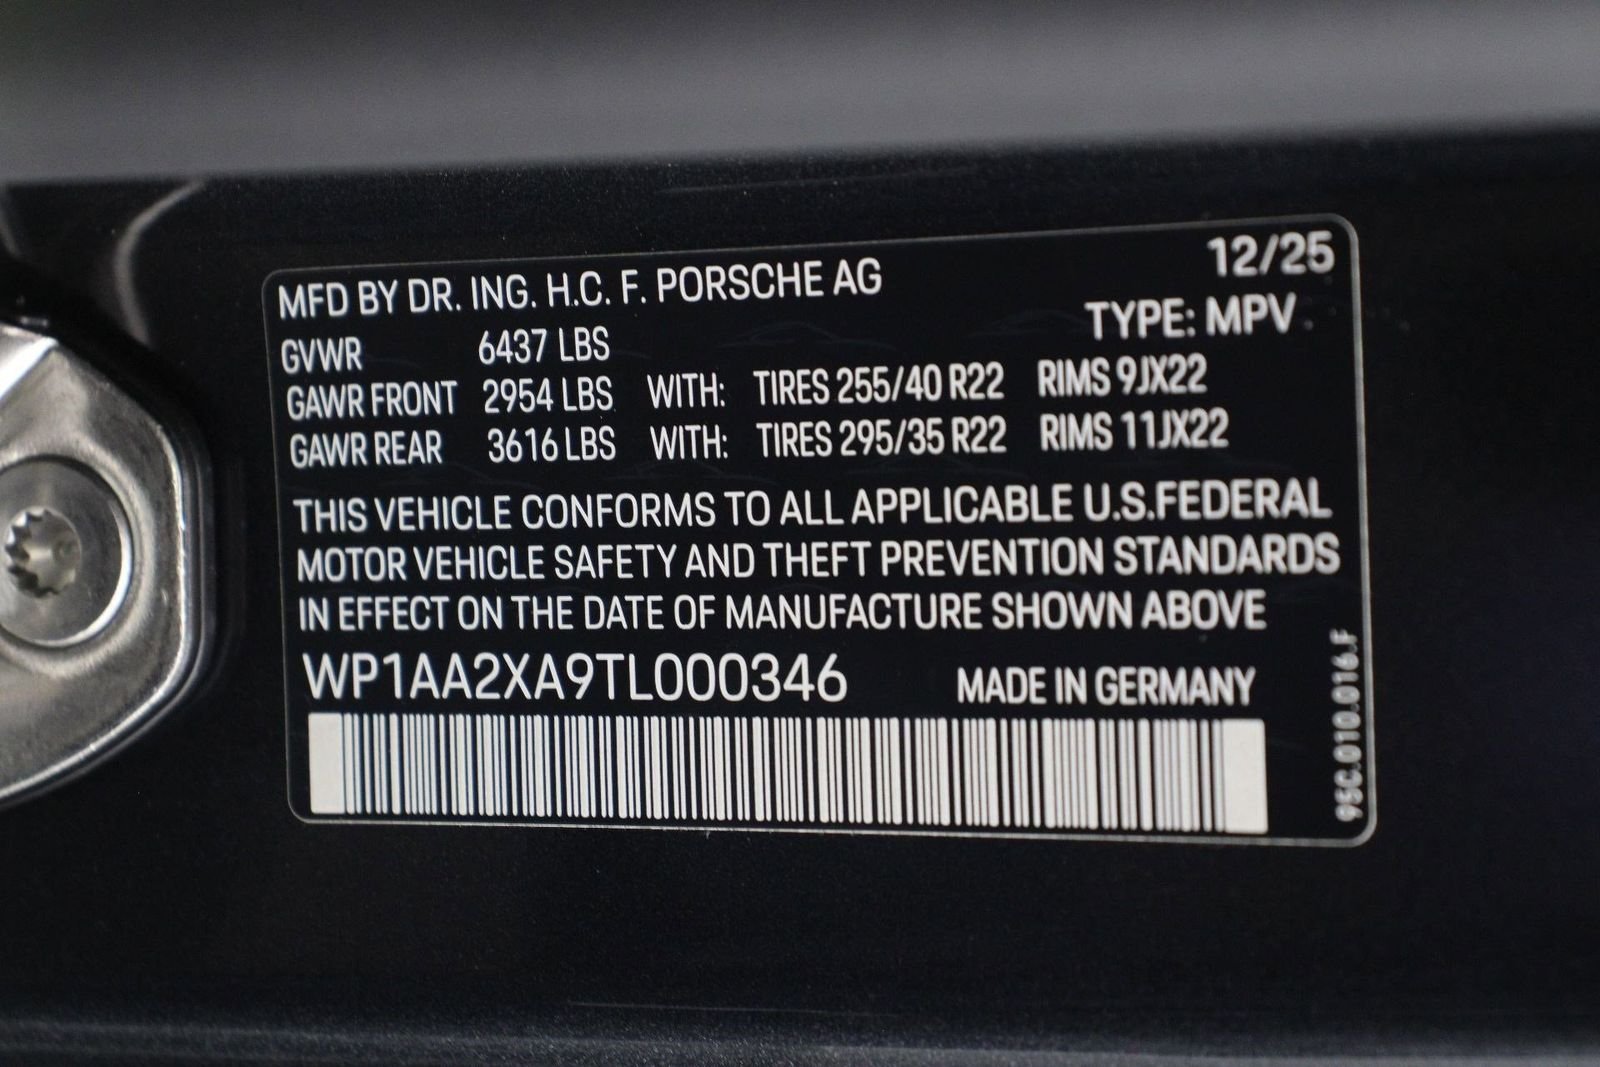 12/25
MFD BY DR. ING. H.C. F. PORSCHE AG
TYPE: MPV
GVWR 6437 LBS
GAWR FRONT 2954 LBS WITH: TIRES 255/40 R22 RIMS 9JX22
GAWR REAR 3616 LBS WITH: TIRES 295/35 R22 RIMS 11JX22
THIS VEHICLE CONFORMS TO ALL APPLICABLE U.S.FEDERAL
MOTOR VEHICLE SAFETY AND THEFT PREVENTION STANDARDS
IN EFFECT ON THE DATE OF MANUFACTURE SHOWN ABOVE
WP1AA2XA9TL000346 MADE IN GERMANY
95C.010.016.F